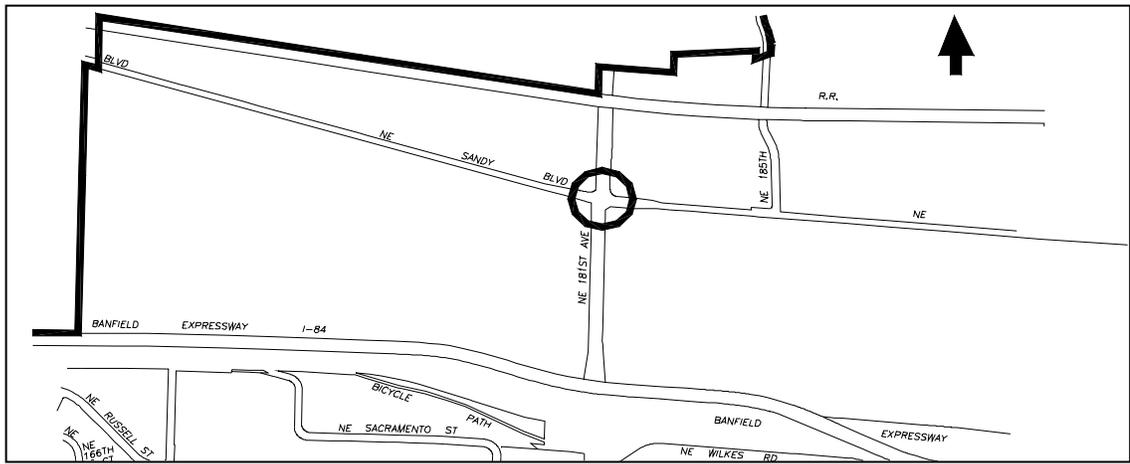 BLVD
R.R.
NE
SANDY
BLVD
NE 185TH
NE
NE 181ST AVE
BANFIELD EXPRESSWAY I-84
BICYCLE
PATH
NE RUSSELL ST
NE SACRAMENTO ST
BANFIELD
EXPRESSWAY
NE
NE
166TH
CT
NE WILKES RD